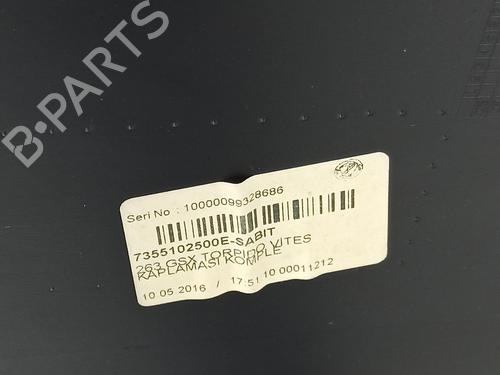 B-PARTS
Seri No : 10000099328686
7355102500E-SABIT
263 GSX TORPIDO VITES
KAPLAMASI KOMPLE
10.05.2016 / 17:51 10 00011212